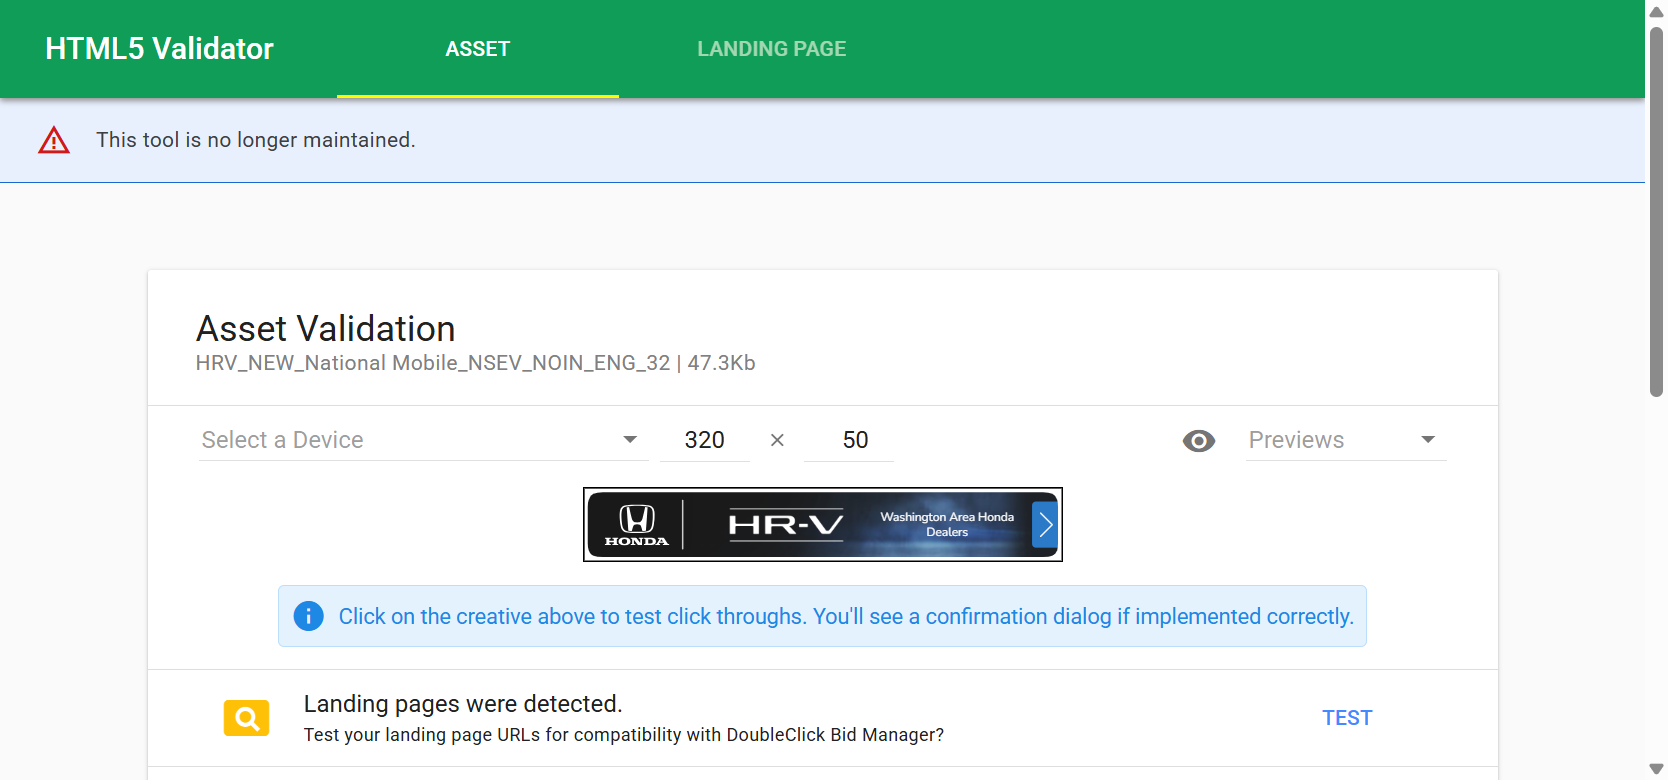 HTML5 Validator
ASSET
LANDING PAGE
This tool is no longer maintained.
Asset Validation
HRV_NEW_National Mobile_NSEV_NOIN_ENG_32 | 47.3Kb
Select a Device
320 × 50
Previews
HONDA
HR-V
Washington Area Honda
Dealers
Click on the creative above to test click throughs. You'll see a confirmation dialog if implemented correctly.
Landing pages were detected.
Test your landing page URLs for compatibility with DoubleClick Bid Manager?
TEST